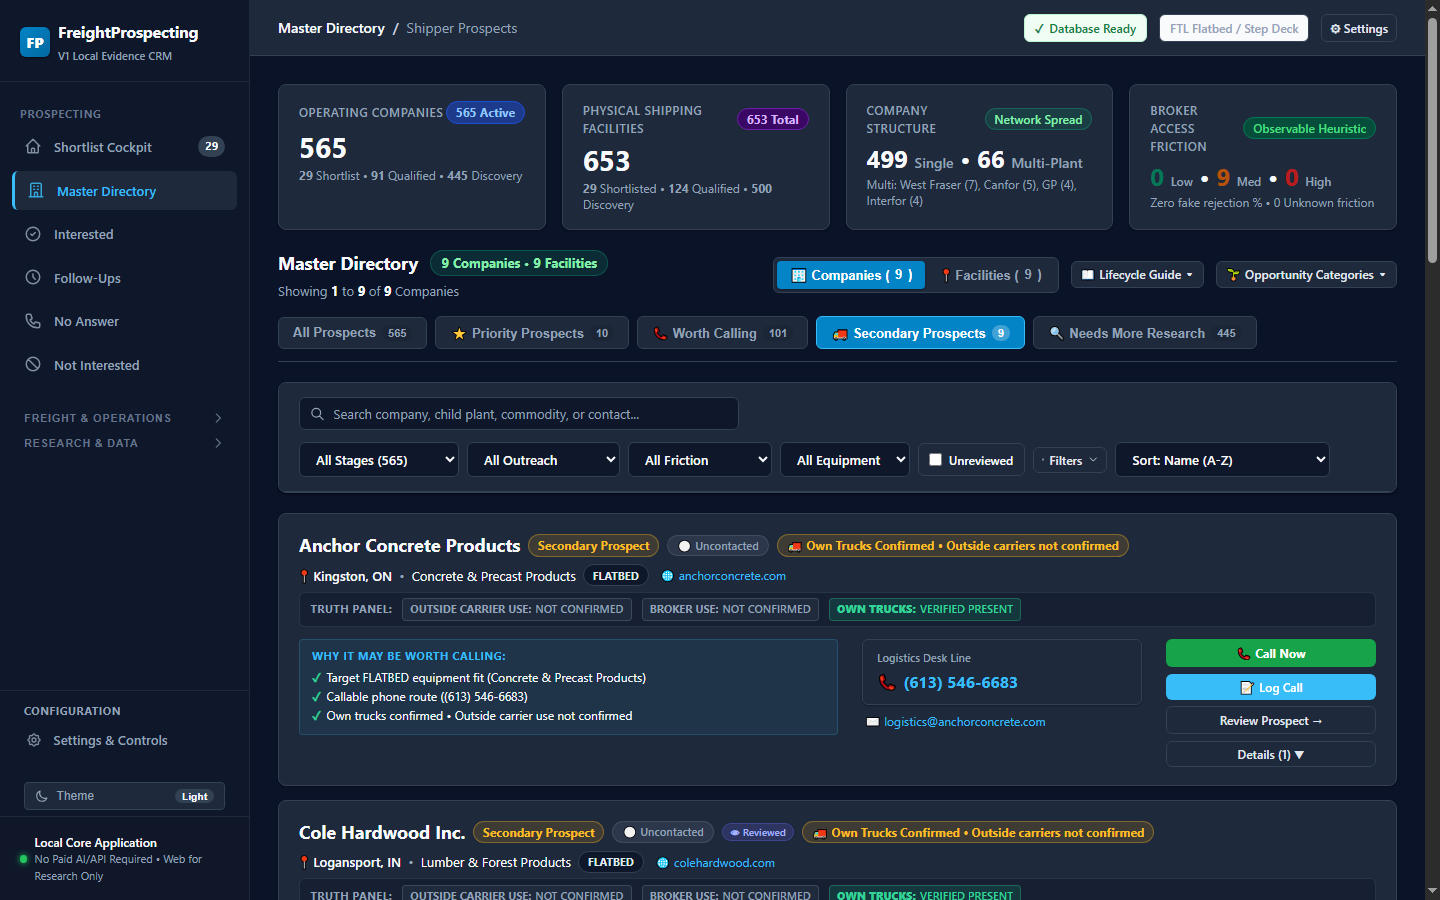 FP
FreightProspecting
V1 Local Evidence CRM
PROSPECTING
Shortlist Cockpit 29
Master Directory
Interested
Follow-Ups
No Answer
Not Interested
FREIGHT & OPERATIONS
RESEARCH & DATA
CONFIGURATION
Settings & Controls
Theme Light
Local Core Application
No Paid AI/API Required • Web for
Research Only
Master Directory / Shipper Prospects
✓ Database Ready
FTL Flatbed / Step Deck
⚙ Settings
OPERATING COMPANIES 565 Active
565
29 Shortlist • 91 Qualified • 445 Discovery
PHYSICAL SHIPPING
FACILITIES
653 Total
653
29 Shortlisted • 124 Qualified • 500
Discovery
COMPANY
STRUCTURE
Network Spread
499 Single • 66 Multi-Plant
Multi: West Fraser (7), Canfor (5), GP (4),
Interfor (4)
BROKER
ACCESS
FRICTION
Observable Heuristic
0 Low • 9 Med • 0 High
Zero fake rejection % • 0 Unknown friction
Master Directory 9 Companies • 9 Facilities
Showing 1 to 9 of 9 Companies
Companies ( 9 )
Facilities ( 9 )
Lifecycle Guide ▾
Opportunity Categories ▾
All Prospects 565
Priority Prospects 10
Worth Calling 101
Secondary Prospects 9
Needs More Research 445
Search company, child plant, commodity, or contact...
All Stages (565)
All Outreach
All Friction
All Equipment
Unreviewed
· Filters
Sort: Name (A-Z)
Anchor Concrete Products Secondary Prospect Uncontacted Own Trucks Confirmed • Outside carriers not confirmed
Kingston, ON • Concrete & Precast Products FLATBED anchorconcrete.com
TRUTH PANEL: OUTSIDE CARRIER USE: NOT CONFIRMED BROKER USE: NOT CONFIRMED OWN TRUCKS: VERIFIED PRESENT
WHY IT MAY BE WORTH CALLING:
✓ Target FLATBED equipment fit (Concrete & Precast Products)
✓ Callable phone route ((613) 546-6683)
✓ Own trucks confirmed • Outside carrier use not confirmed
Logistics Desk Line
(613) 546-6683
logistics@anchorconcrete.com
Call Now
Log Call
Review Prospect →
Details (1) ▼
Cole Hardwood Inc. Secondary Prospect Uncontacted Reviewed Own Trucks Confirmed • Outside carriers not confirmed
Logansport, IN • Lumber & Forest Products FLATBED colehardwood.com
TRUTH PANEL: OUTSIDE CARRIER USE: NOT CONFIRMED BROKER USE: NOT CONFIRMED OWN TRUCKS: VERIFIED PRESENT